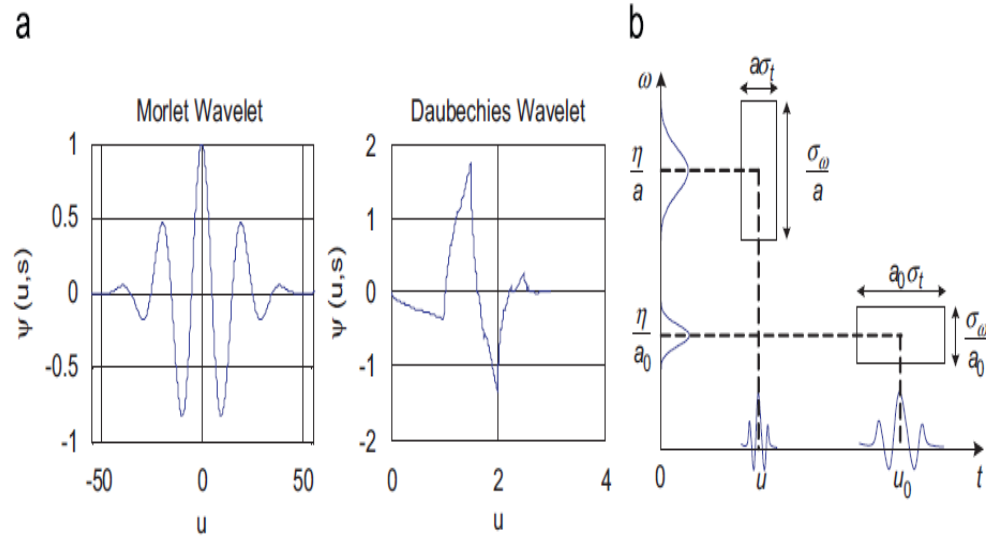 a
Morlet Wavelet
1
0.5
0
-0.5
-1
ψ (u,s)
-50 0 50
u
Daubechies Wavelet
2
1
0
-1
-2
ψ (u,s)
0 2 4
u
b
ω
aσt
η/a
σω/a
a0σt
η/a0
σω/a0
0 u u0 t